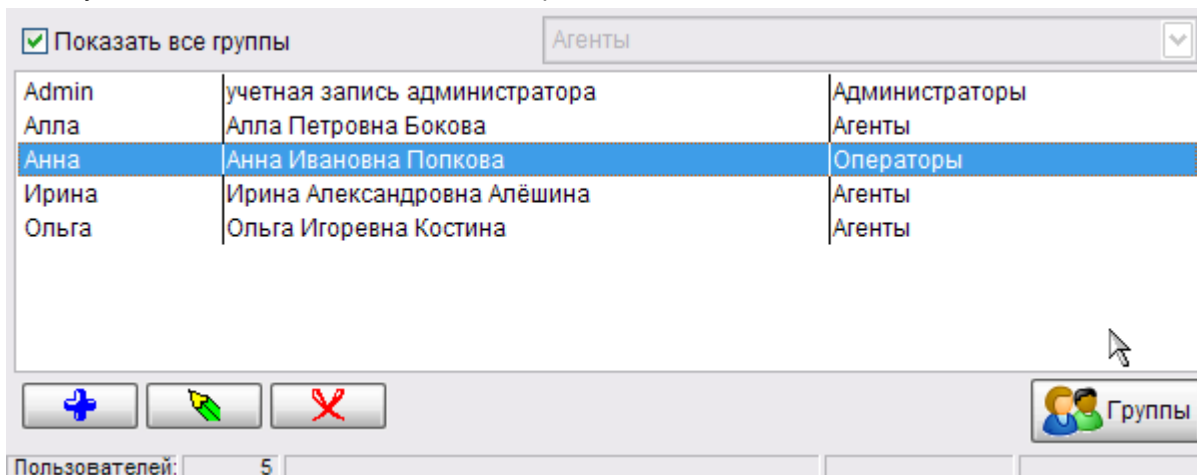 Показать все группы Агенты
Admin учетная запись администратора Администраторы
Алла Алла Петровна Бокова Агенты
Анна Анна Ивановна Попкова Операторы
Ирина Ирина Александровна Алёшина Агенты
Ольга Ольга Игоревна Костина Агенты
Группы
Пользователей: 5